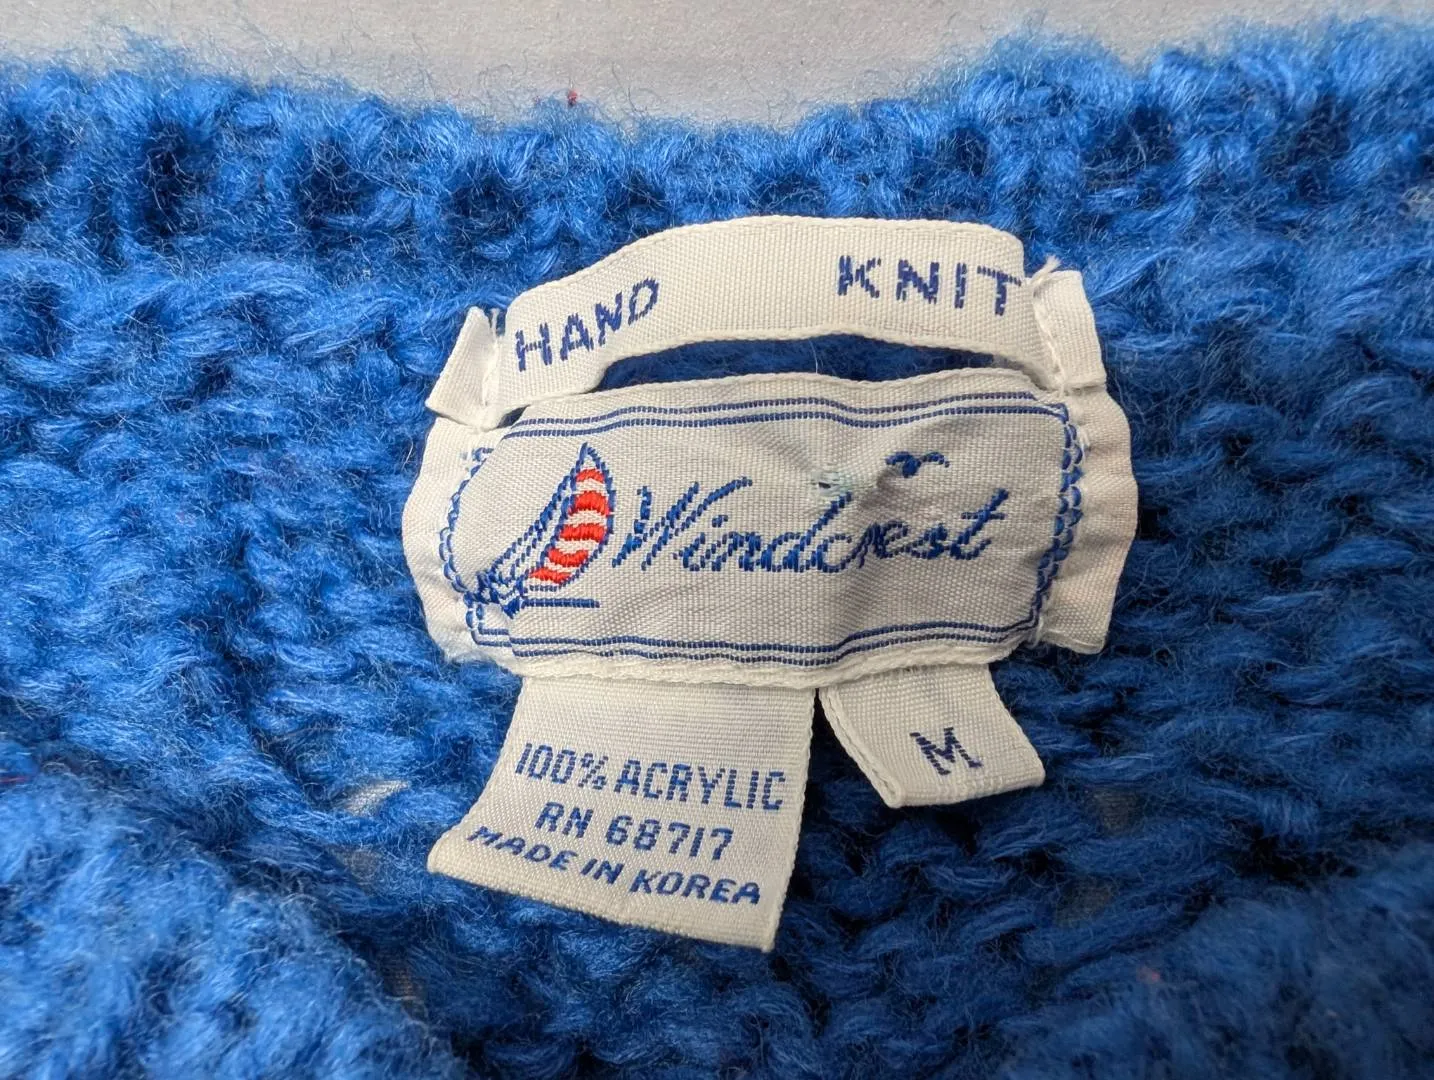 HAND KNIT
Windcrest
100% ACRYLIC
RN 68717
MADE IN KOREA
M